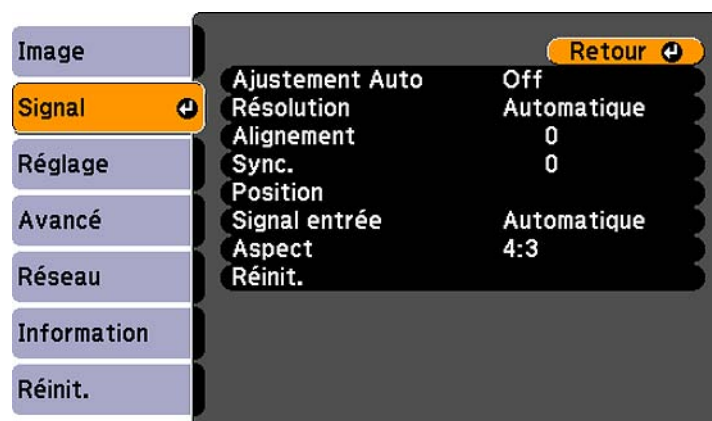 Image
Signal
Réglage
Avancé
Réseau
Information
Réinit.
Retour
Ajustement Auto Off
Résolution Automatique
Alignement 0
Sync. 0
Position
Signal entrée Automatique
Aspect 4:3
Réinit.